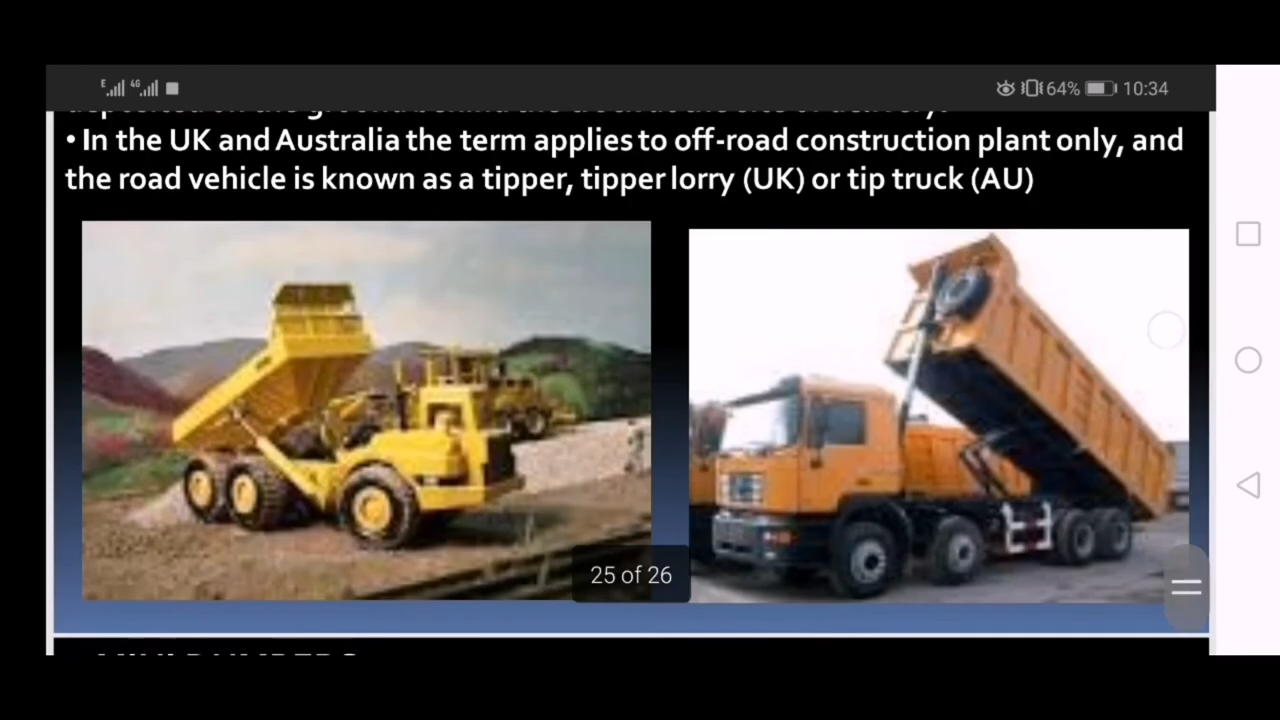 64% 10:34
• In the UK and Australia the term applies to off-road construction plant only, and
the road vehicle is known as a tipper, tipper lorry (UK) or tip truck (AU)
25 of 26